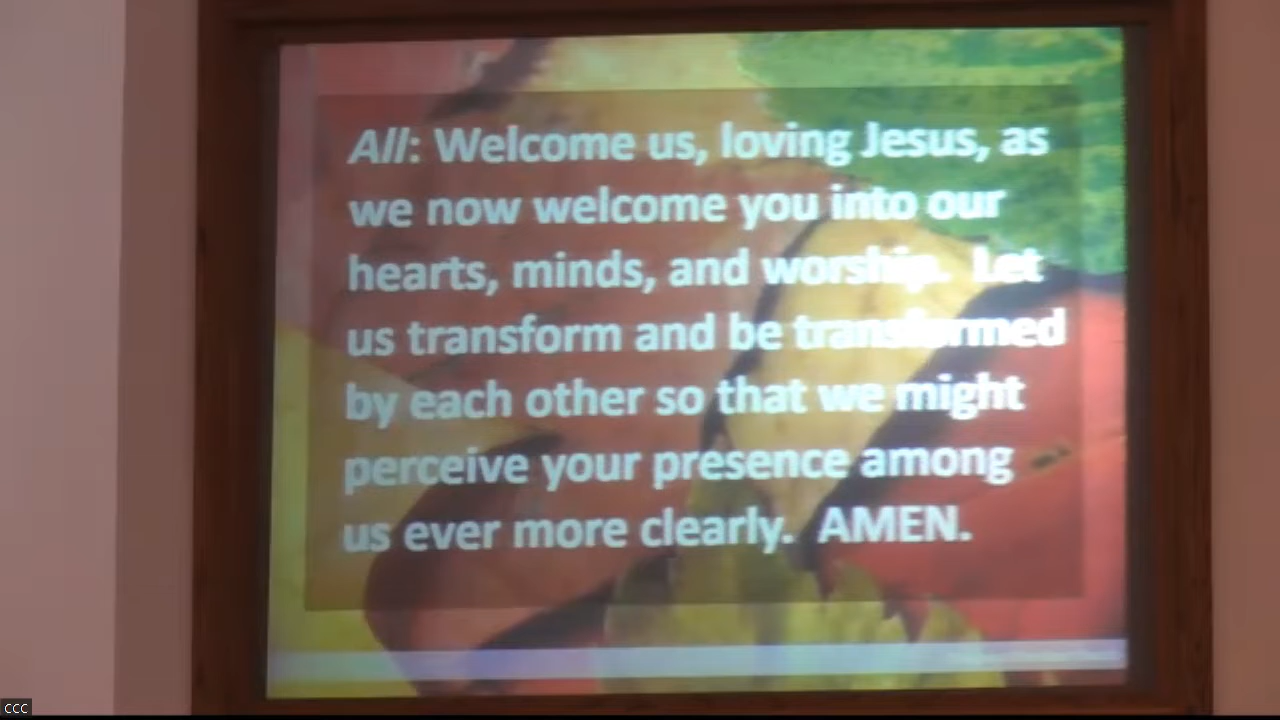 All: Welcome us, loving Jesus, as
we now welcome you into our
hearts, minds, and worship. Let
us transform and be transformed
by each other so that we might
perceive your presence among
us ever more clearly. AMEN.
CCC